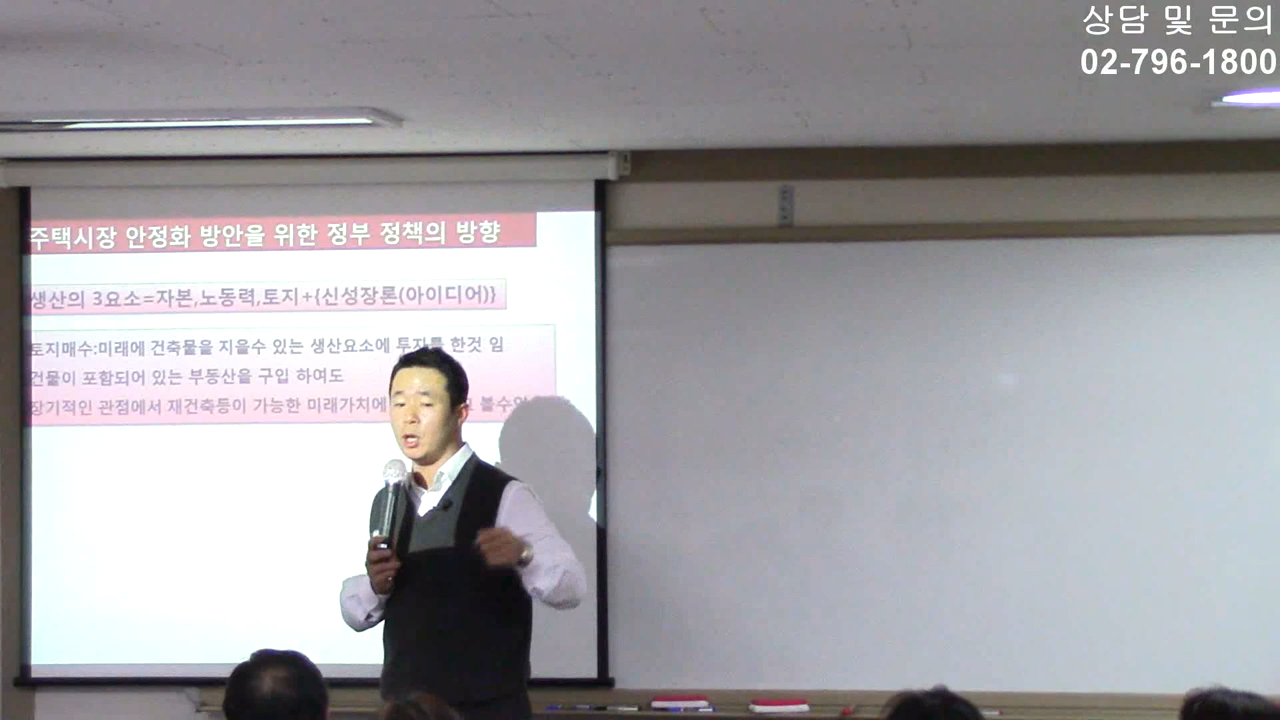 상담 및 문의
02-796-1800
주택시장 안정화 방안을 위한 정부 정책의 방향
생산의 3요소=자본,노동력,토지+{신성장론(아이디어)}
토지매수:미래에 건축물을 지을수 있는 생산요소에 투자를 한것 임
건물이 포함되어 있는 부동산을 구입 하여도
장기적인 관점에서 재건축등이 가능한 미래가치에